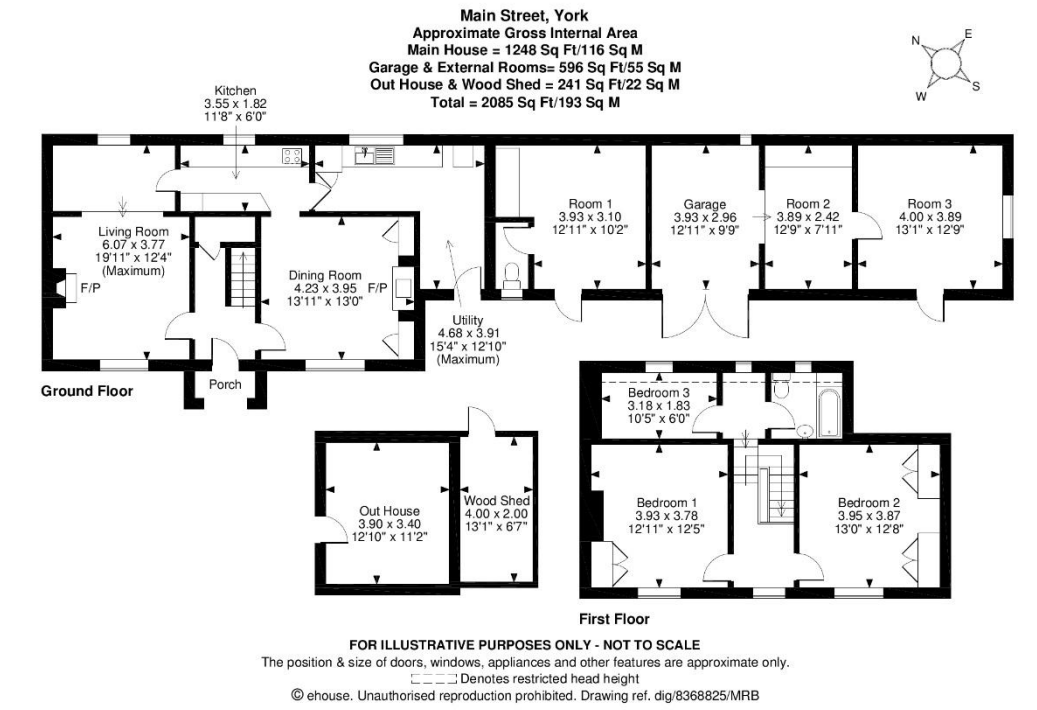 Main Street, York
Approximate Gross Internal Area
Main House = 1248 Sq Ft/116 Sq M
Garage & External Rooms= 596 Sq Ft/55 Sq M
Out House & Wood Shed = 241 Sq Ft/22 Sq M
Total = 2085 Sq Ft/193 Sq M
N
E
S
W
Kitchen
3.55 x 1.82
11'8" x 6'0"
Living Room
6.07 x 3.77
19'11" x 12'4"
(Maximum)
F/P
Dining Room
4.23 x 3.95
13'11" x 13'0"
F/P
Utility
4.68 x 3.91
15'4" x 12'10"
(Maximum)
Room 1
3.93 x 3.10
12'11" x 10'2"
Garage
3.93 x 2.96
12'11" x 9'9"
Room 2
3.89 x 2.42
12'9" x 7'11"
Room 3
4.00 x 3.89
13'1" x 12'9"
Porch
Ground Floor
Out House
3.90 x 3.40
12'10" x 11'2"
Wood Shed
4.00 x 2.00
13'1" x 6'7"
Bedroom 3
3.18 x 1.83
10'5" x 6'0"
Bedroom 1
3.93 x 3.78
12'11" x 12'5"
Bedroom 2
3.95 x 3.87
13'0" x 12'8"
First Floor
FOR ILLUSTRATIVE PURPOSES ONLY - NOT TO SCALE
The position & size of doors, windows, appliances and other features are approximate only.
Denotes restricted head height
© ehouse. Unauthorised reproduction prohibited. Drawing ref. dig/8368825/MRB